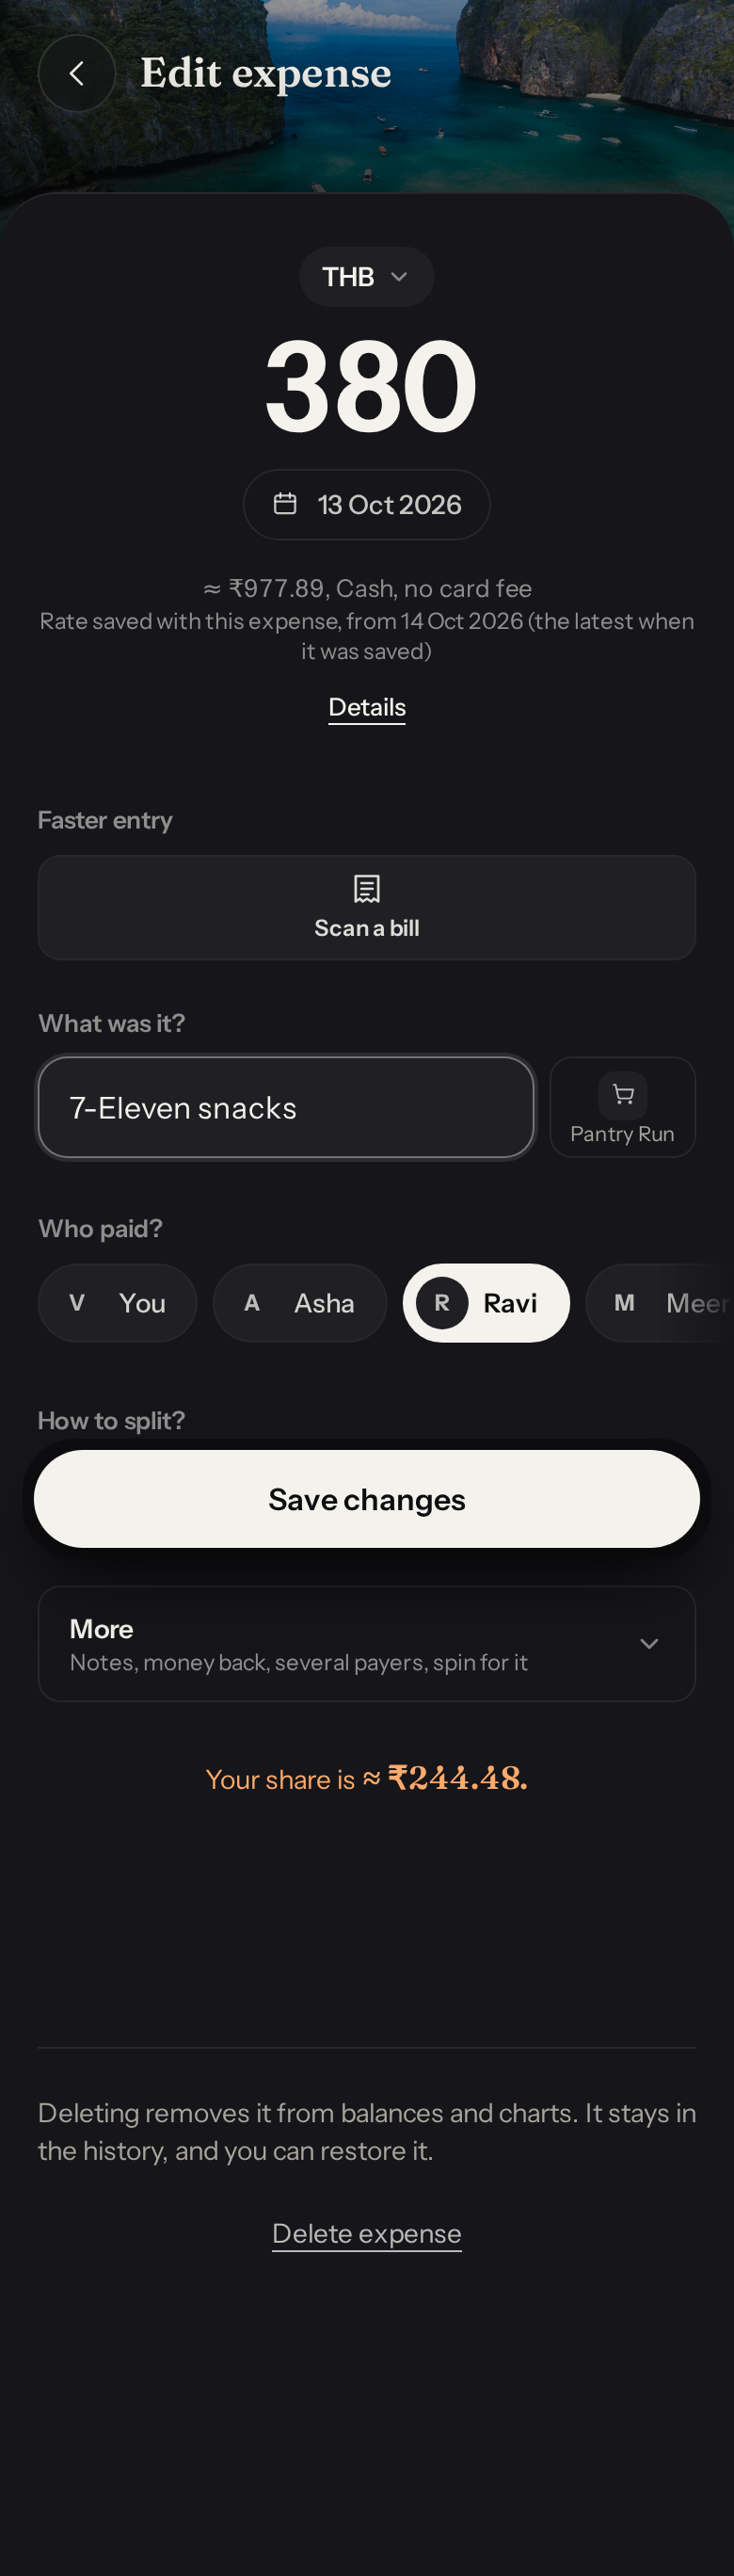 Edit expense
THB
380
13 Oct 2026
≈ ₹977.89, Cash, no card fee
Rate saved with this expense, from 14 Oct 2026 (the latest when
it was saved)
Details
Faster entry
Scan a bill
What was it?
7-Eleven snacks
Pantry Run
Who paid?
V You
A Asha
R Ravi
M
How to split?
Save changes
More
Notes, money back, several payers, spin for it
Your share is ≈ ₹244.48.
Deleting removes it from balances and charts. It stays in
the history, and you can restore it.
Delete expense